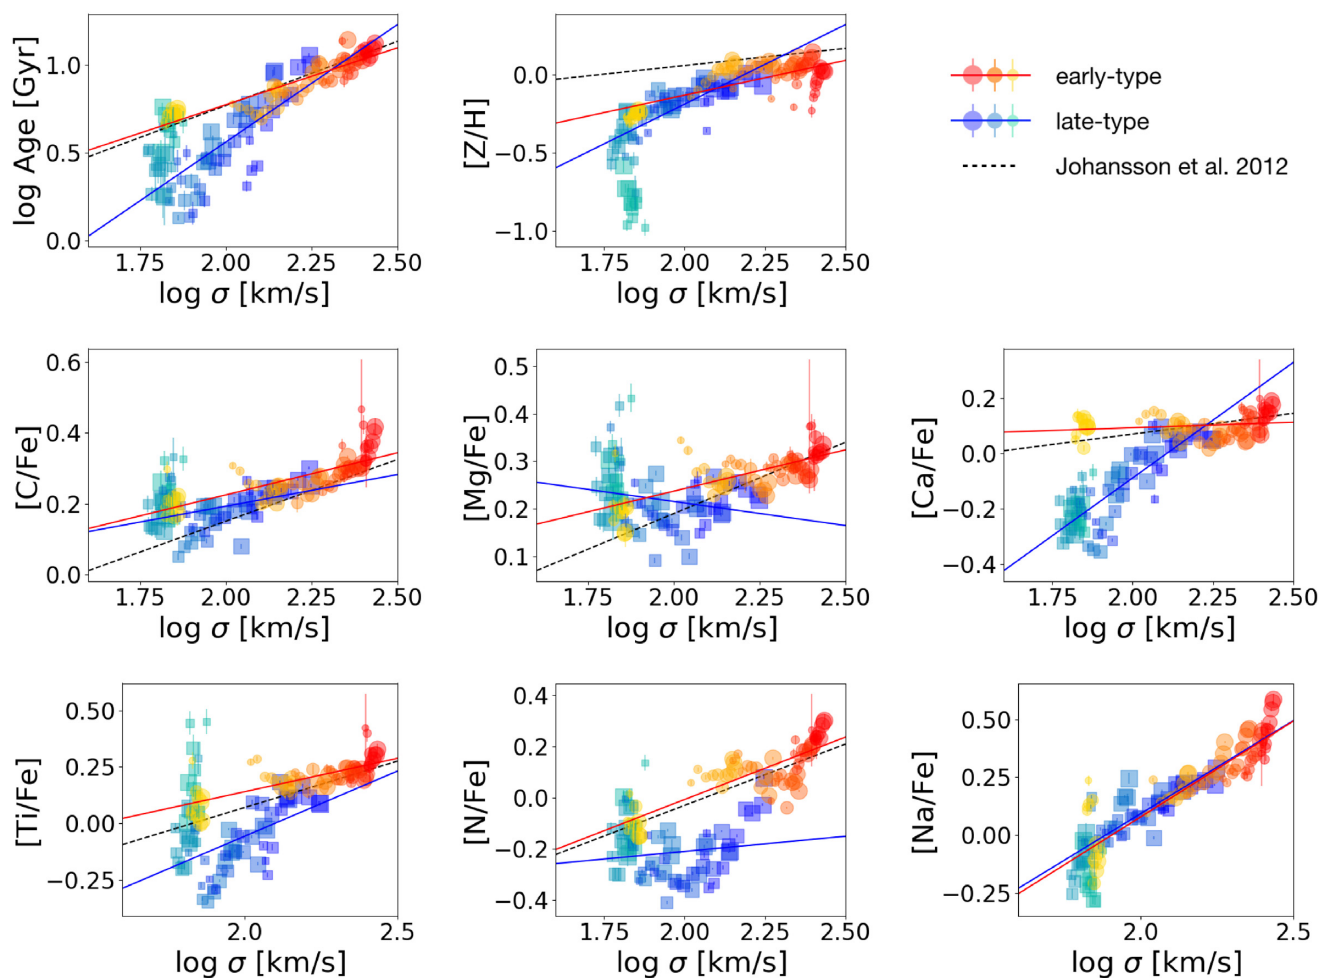 log Age [Gyr]
1.0
0.5
0.0
1.75 2.00 2.25 2.50
log σ [km/s]
[Z/H]
0.0
−0.5
−1.0
1.75 2.00 2.25 2.50
log σ [km/s]
early-type
late-type
Johansson et al. 2012
[C/Fe]
0.6
0.4
0.2
0.0
1.75 2.00 2.25 2.50
log σ [km/s]
[Mg/Fe]
0.5
0.4
0.3
0.2
0.1
1.75 2.00 2.25 2.50
log σ [km/s]
[Ca/Fe]
0.2
0.0
−0.2
−0.4
1.75 2.00 2.25 2.50
log σ [km/s]
[Ti/Fe]
0.50
0.25
0.00
−0.25
2.0 2.5
log σ [km/s]
[N/Fe]
0.4
0.2
0.0
−0.2
−0.4
1.75 2.00 2.25 2.50
log σ [km/s]
[Na/Fe]
0.50
0.25
0.00
−0.25
2.0 2.5
log σ [km/s]